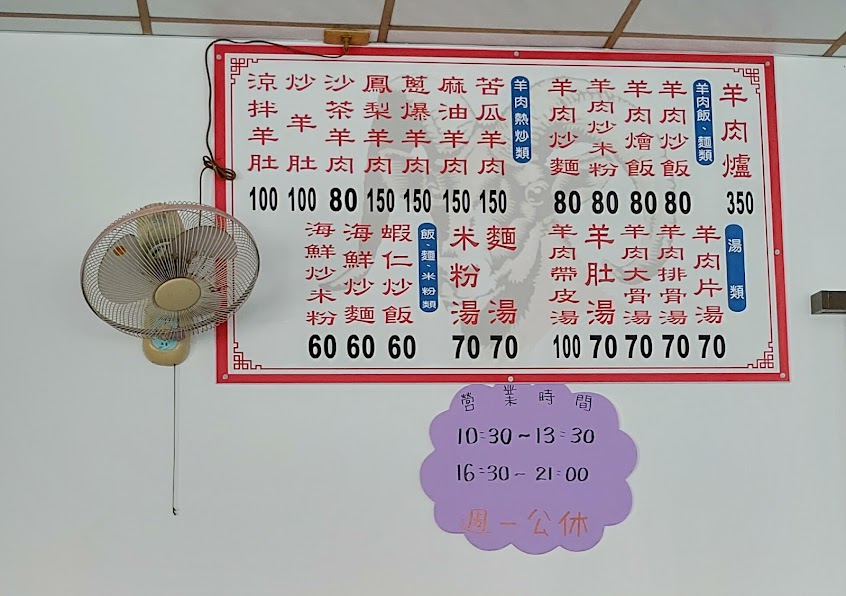 羊肉爐 350
羊肉飯、麵類
羊肉炒飯 80
羊肉燴飯 80
羊肉炒米粉 80
羊肉炒麵 80
羊肉熱炒類
苦瓜羊肉 150
麻油羊肉 150
蔥爆羊肉 150
鳳梨羊肉 150
沙茶羊肉 80
炒羊肚 100
涼拌羊肚 100
湯類
羊肉片湯 70
羊肉排骨湯 70
羊肉大骨湯 70
羊肚湯 70
羊肉帶皮湯 100
麵湯 70
米粉湯 70
飯、麵、米粉類
蝦仁炒飯 60
海鮮炒麵 60
海鮮炒米粉 60
營業時間
10:30~13:30
16:30-21:00
週一公休